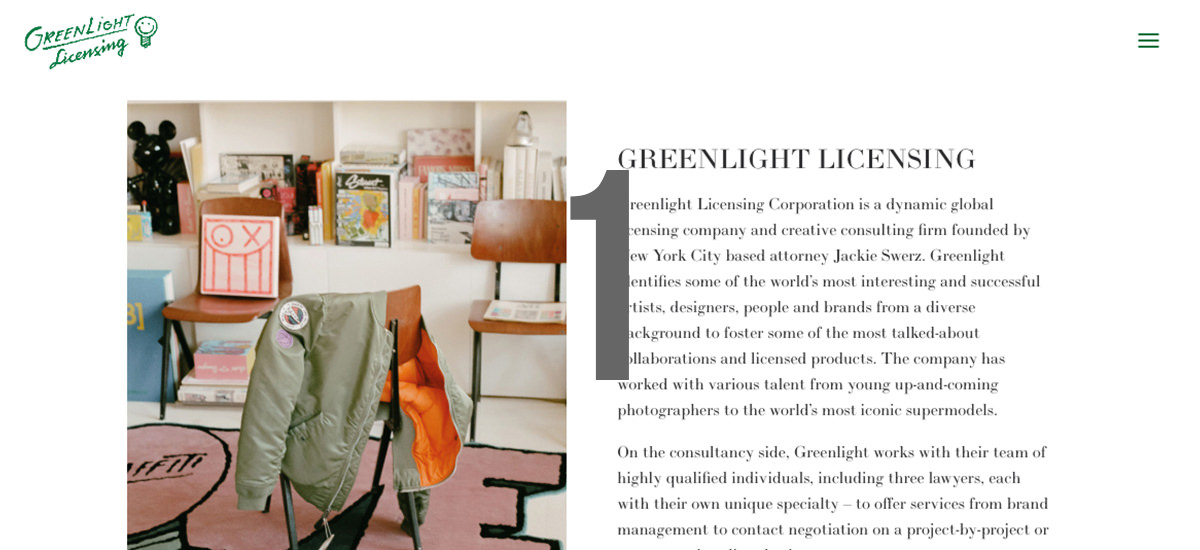 GREENLIGHT
Licensing
GREENLIGHT LICENSING
1
reenlight Licensing Corporation is a dynamic global
censing company and creative consulting firm founded by
ew York City based attorney Jackie Swerz. Greenlight
dentifies some of the world's most interesting and successful
rtists, designers, people and brands from a diverse
ackground to foster some of the most talked-about
ollaborations and licensed products. The company has
worked with various talent from young up-and-coming
photographers to the world's most iconic supermodels.
On the consultancy side, Greenlight works with their team of
highly qualified individuals, including three lawyers, each
with their own unique specialty – to offer services from brand
management to contact negotiation on a project-by-project or
Street